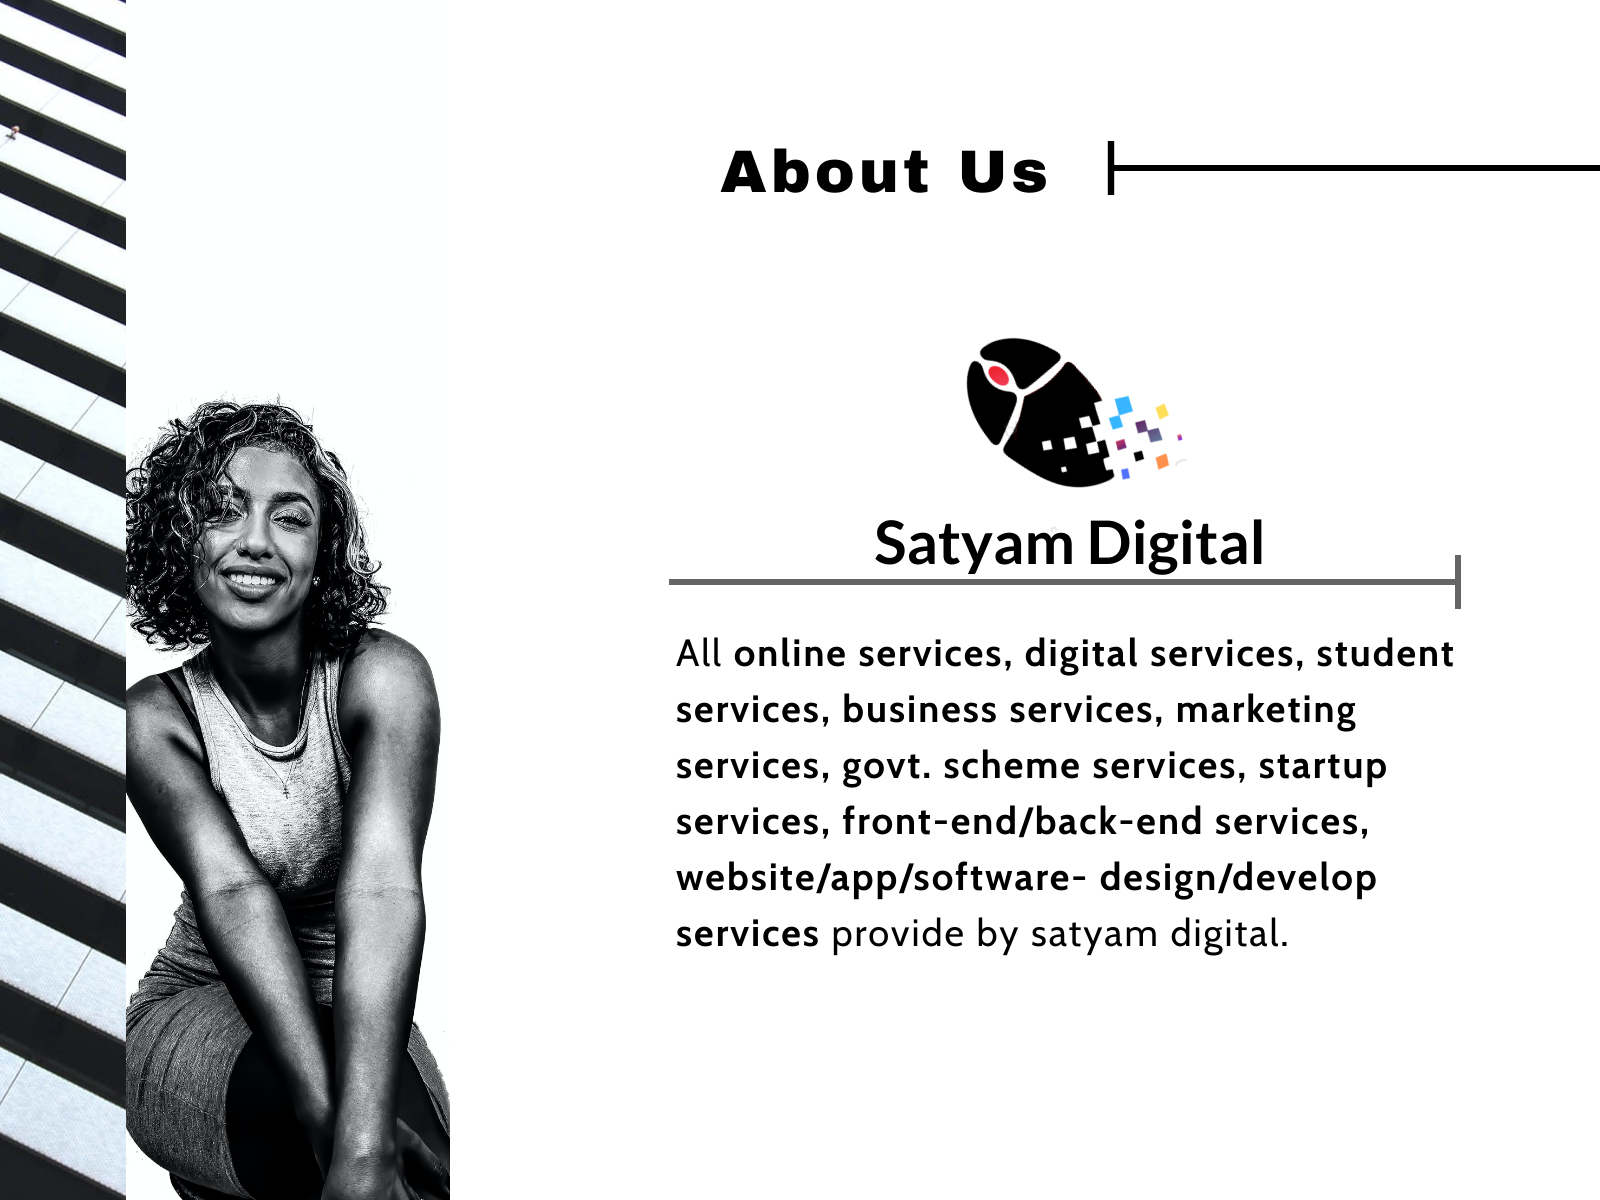 About Us
Satyam Digital
All online services, digital services, student
services, business services, marketing
services, govt. scheme services, startup
services, front-end/back-end services,
website/app/software- design/develop
services provide by satyam digital.